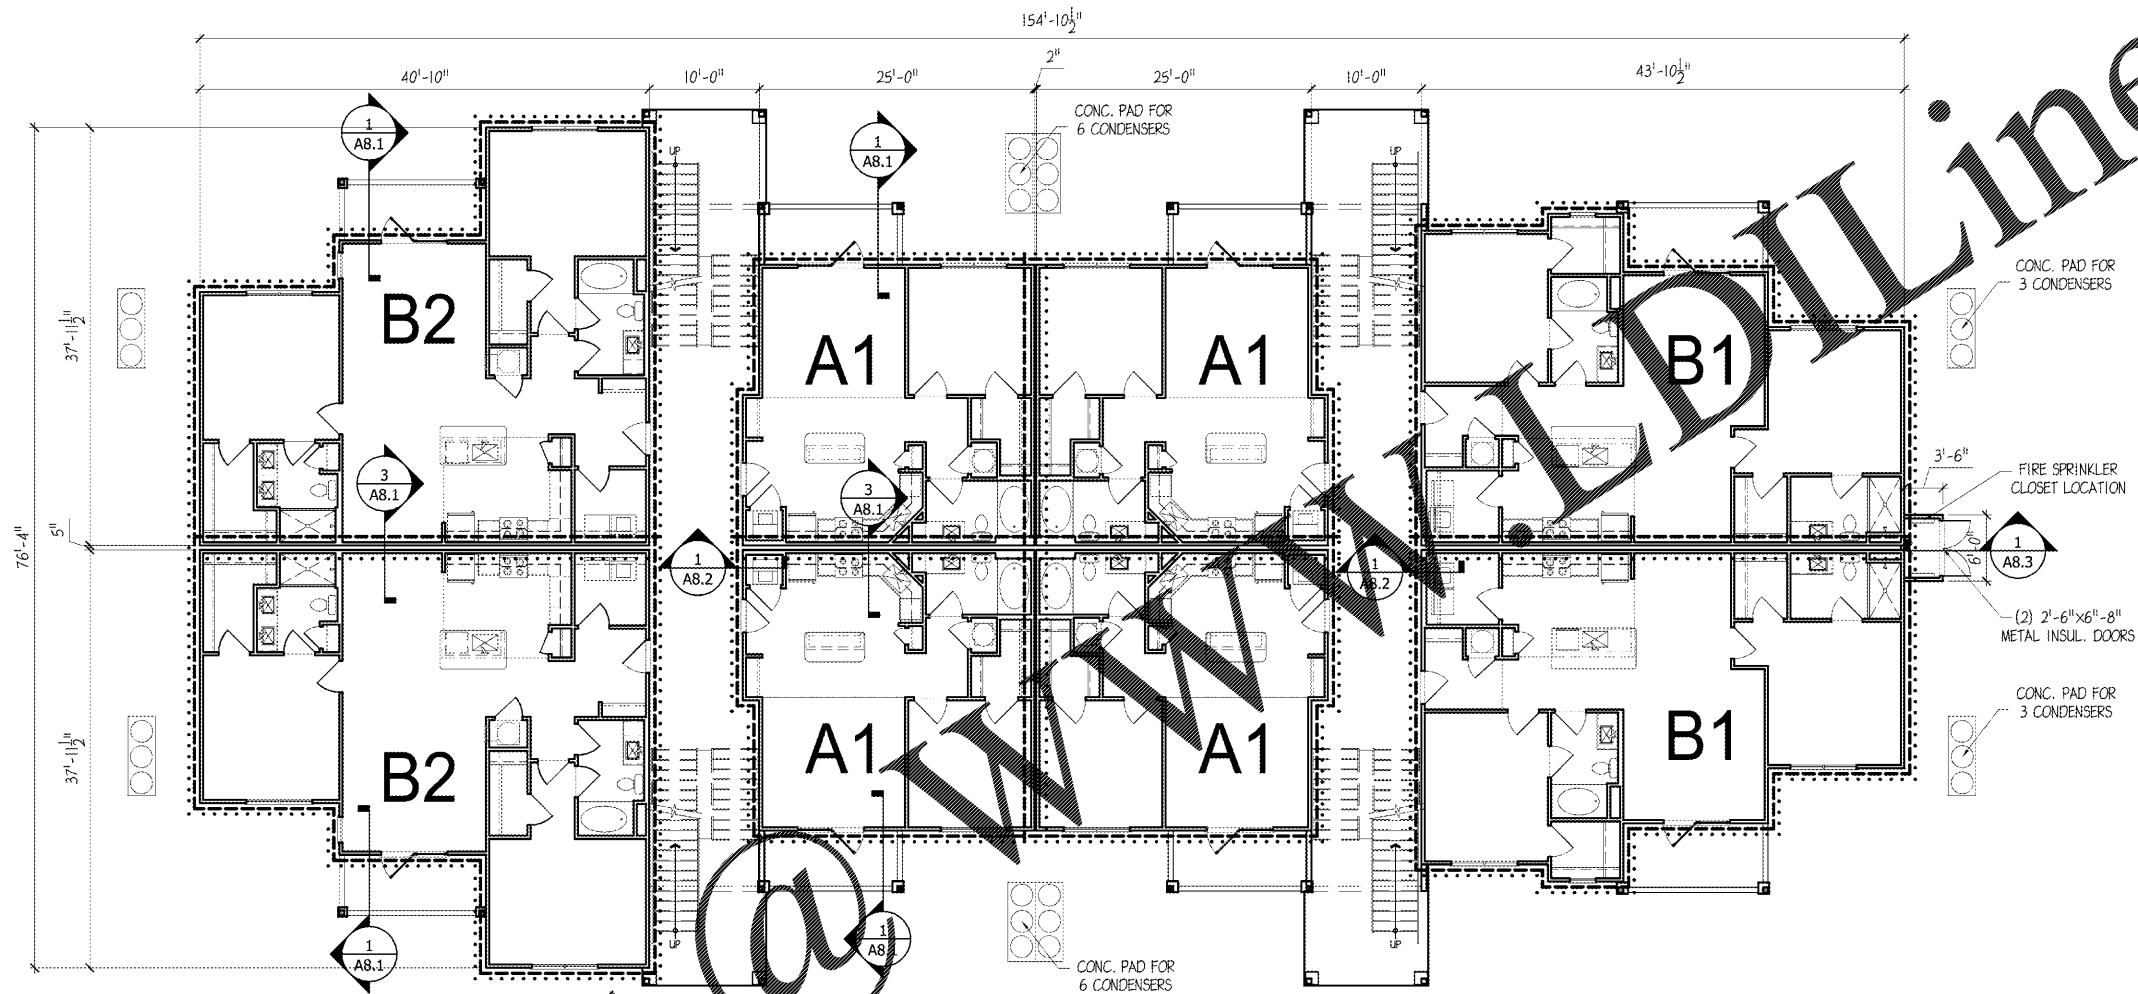 154'-10½"
2"
40'-10"
10'-0"
25'-0"
25'-0"
10'-0"
43'-10½"
CONC. PAD FOR
6 CONDENSERS
1
A8.1
1
A8.1
UP
UP
CONC. PAD FOR
3 CONDENSERS
37'-11½"
B2
A1
A1
B1
3
A8.1
3
A8.1
3'-6"
FIRE SPRINKLER
CLOSET LOCATION
76'-4"
5"
1
A8.2
1
A8.2
6'-0"
1
A8.3
(2) 2'-6"x6"-8"
METAL INSUL. DOORS
CONC. PAD FOR
3 CONDENSERS
37'-11½"
B2
A1
A1
B1
UP
UP
1
A8.1
1
A8.1
CONC. PAD FOR
6 CONDENSERS
@ www.LDILine